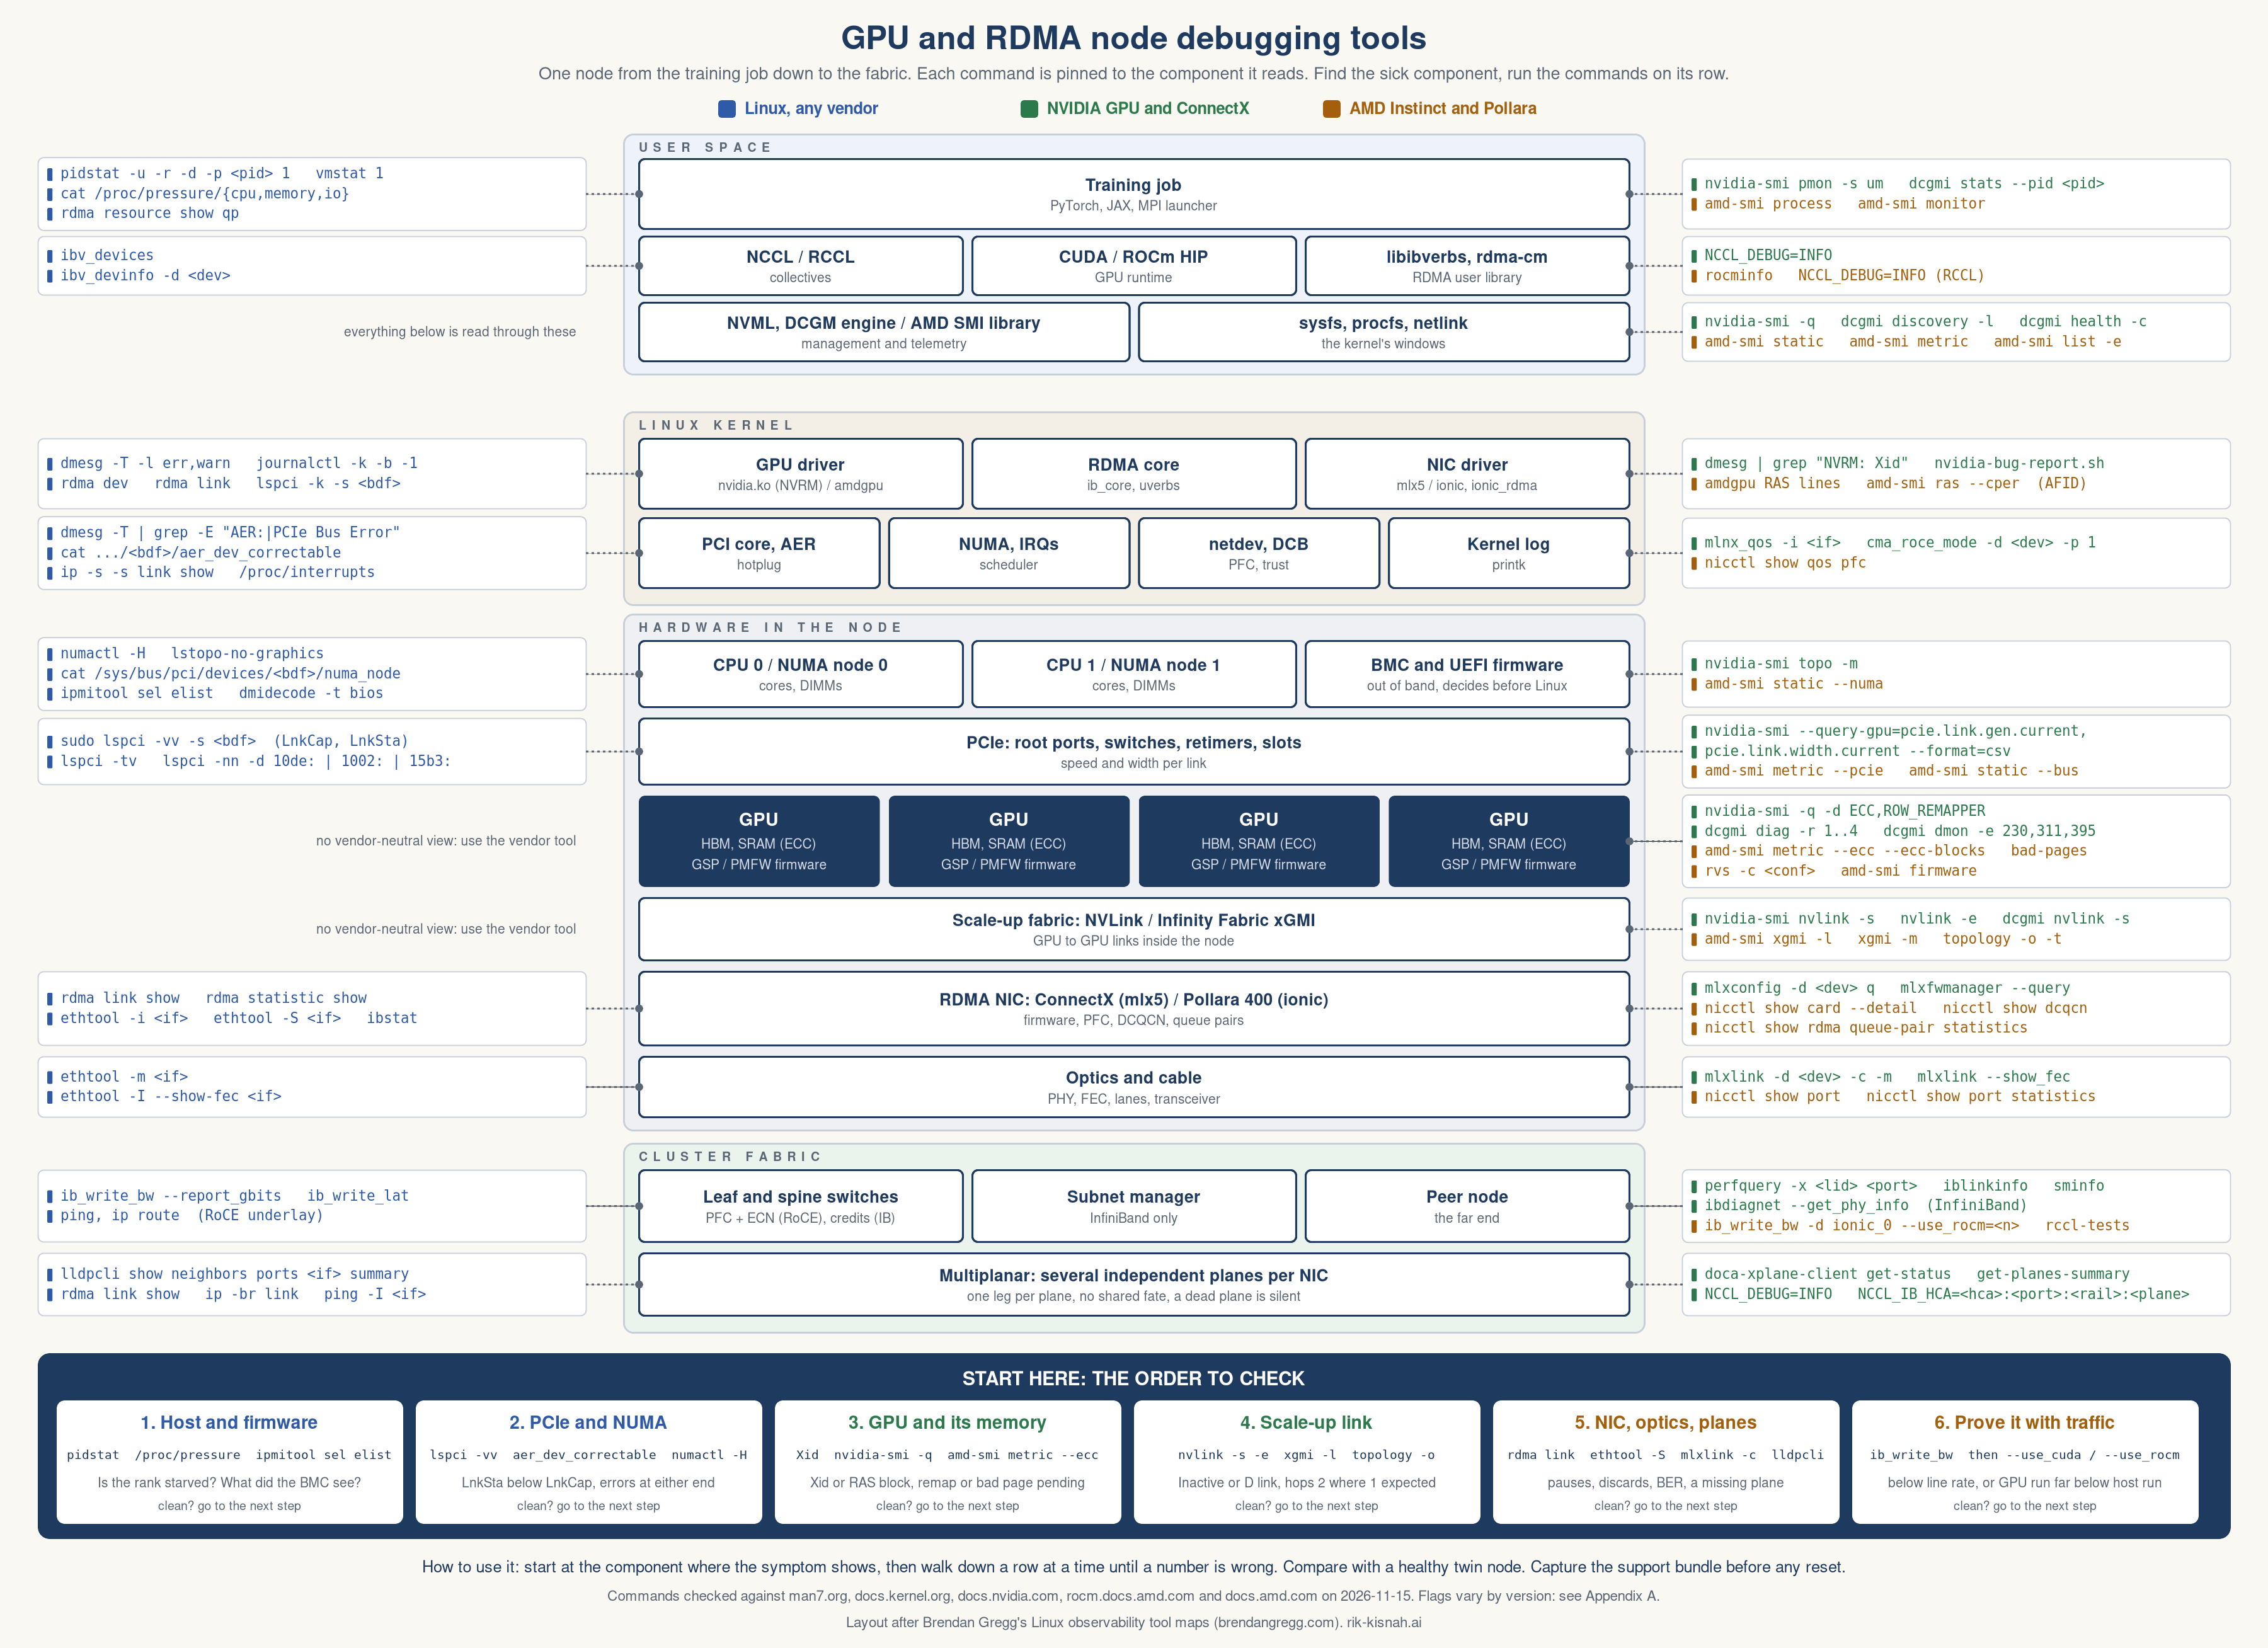 GPU and RDMA node debugging tools
One node from the training job down to the fabric. Each command is pinned to the component it reads. Find the sick component, run the commands on its row.
Linux, any vendor
NVIDIA GPU and ConnectX
AMD Instinct and Pollara
USER SPACE
pidstat -u -r -d -p <pid> 1   vmstat 1
cat /proc/pressure/{cpu,memory,io}
rdma resource show qp
Training job
PyTorch, JAX, MPI launcher
nvidia-smi pmon -s um   dcgmi stats --pid <pid>
amd-smi process   amd-smi monitor
ibv_devices
ibv_devinfo -d <dev>
NCCL / RCCL
collectives
CUDA / ROCm HIP
GPU runtime
libibverbs, rdma-cm
RDMA user library
NCCL_DEBUG=INFO
rocminfo   NCCL_DEBUG=INFO (RCCL)
everything below is read through these
NVML, DCGM engine / AMD SMI library
management and telemetry
sysfs, procfs, netlink
the kernel's windows
nvidia-smi -q   dcgmi discovery -l   dcgmi health -c
amd-smi static   amd-smi metric   amd-smi list -e
LINUX KERNEL
dmesg -T -l err,warn   journalctl -k -b -1
rdma dev   rdma link   lspci -k -s <bdf>
GPU driver
nvidia.ko (NVRM) / amdgpu
RDMA core
ib_core, uverbs
NIC driver
mlx5 / ionic, ionic_rdma
dmesg | grep "NVRM: Xid"   nvidia-bug-report.sh
amdgpu RAS lines   amd-smi ras --cper  (AFID)
dmesg -T | grep -E "AER:|PCIe Bus Error"
cat .../<bdf>/aer_dev_correctable
ip -s -s link show   /proc/interrupts
PCI core, AER
hotplug
NUMA, IRQs
scheduler
netdev, DCB
PFC, trust
Kernel log
printk
mlnx_qos -i <if>   cma_roce_mode -d <dev> -p 1
nicctl show qos pfc
HARDWARE IN THE NODE
numactl -H   lstopo-no-graphics
cat /sys/bus/pci/devices/<bdf>/numa_node
ipmitool sel elist   dmidecode -t bios
CPU 0 / NUMA node 0
cores, DIMMs
CPU 1 / NUMA node 1
cores, DIMMs
BMC and UEFI firmware
out of band, decides before Linux
nvidia-smi topo -m
amd-smi static --numa
sudo lspci -vv -s <bdf>  (LnkCap, LnkSta)
lspci -tv   lspci -nn -d 10de: | 1002: | 15b3:
PCIe: root ports, switches, retimers, slots
speed and width per link
nvidia-smi --query-gpu=pcie.link.gen.current,
pcie.link.width.current --format=csv
amd-smi metric --pcie   amd-smi static --bus
no vendor-neutral view: use the vendor tool
GPU
HBM, SRAM (ECC)
GSP / PMFW firmware
GPU
HBM, SRAM (ECC)
GSP / PMFW firmware
GPU
HBM, SRAM (ECC)
GSP / PMFW firmware
GPU
HBM, SRAM (ECC)
GSP / PMFW firmware
nvidia-smi -q -d ECC,ROW_REMAPPER
dcgmi diag -r 1..4   dcgmi dmon -e 230,311,395
amd-smi metric --ecc --ecc-blocks   bad-pages
rvs -c <conf>   amd-smi firmware
no vendor-neutral view: use the vendor tool
Scale-up fabric: NVLink / Infinity Fabric xGMI
GPU to GPU links inside the node
nvidia-smi nvlink -s   nvlink -e   dcgmi nvlink -s
amd-smi xgmi -l   xgmi -m   topology -o -t
rdma link show   rdma statistic show
ethtool -i <if>   ethtool -S <if>   ibstat
RDMA NIC: ConnectX (mlx5) / Pollara 400 (ionic)
firmware, PFC, DCQCN, queue pairs
mlxconfig -d <dev> q   mlxfwmanager --query
nicctl show card --detail   nicctl show dcqcn
nicctl show rdma queue-pair statistics
ethtool -m <if>
ethtool -I --show-fec <if>
Optics and cable
PHY, FEC, lanes, transceiver
mlxlink -d <dev> -c -m   mlxlink --show_fec
nicctl show port   nicctl show port statistics
CLUSTER FABRIC
ib_write_bw --report_gbits   ib_write_lat
ping, ip route  (RoCE underlay)
Leaf and spine switches
PFC + ECN (RoCE), credits (IB)
Subnet manager
InfiniBand only
Peer node
the far end
perfquery -x <lid> <port>   iblinkinfo   sminfo
ibdiagnet --get_phy_info  (InfiniBand)
ib_write_bw -d ionic_0 --use_rocm=<n>   rccl-tests
lldpcli show neighbors ports <if> summary
rdma link show   ip -br link   ping -I <if>
Multiplanar: several independent planes per NIC
one leg per plane, no shared fate, a dead plane is silent
doca-xplane-client get-status   get-planes-summary
NCCL_DEBUG=INFO   NCCL_IB_HCA=<hca>:<port>:<rail>:<plane>
START HERE: THE ORDER TO CHECK
1. Host and firmware
pidstat  /proc/pressure  ipmitool sel elist
Is the rank starved? What did the BMC see?
clean? go to the next step
2. PCIe and NUMA
lspci -vv  aer_dev_correctable  numactl -H
LnkSta below LnkCap, errors at either end
clean? go to the next step
3. GPU and its memory
Xid  nvidia-smi -q  amd-smi metric --ecc
Xid or RAS block, remap or bad page pending
clean? go to the next step
4. Scale-up link
nvlink -s -e  xgmi -l  topology -o
Inactive or D link, hops 2 where 1 expected
clean? go to the next step
5. NIC, optics, planes
rdma link  ethtool -S  mlxlink -c  lldpcli
pauses, discards, BER, a missing plane
clean? go to the next step
6. Prove it with traffic
ib_write_bw  then --use_cuda / --use_rocm
below line rate, or GPU run far below host run
clean? go to the next step
How to use it: start at the component where the symptom shows, then walk down a row at a time until a number is wrong. Compare with a healthy twin node. Capture the support bundle before any reset.
Commands checked against man7.org, docs.kernel.org, docs.nvidia.com, rocm.docs.amd.com and docs.amd.com on 2026-11-15. Flags vary by version: see Appendix A.
Layout after Brendan Gregg's Linux observability tool maps (brendangregg.com). rik-kisnah.ai